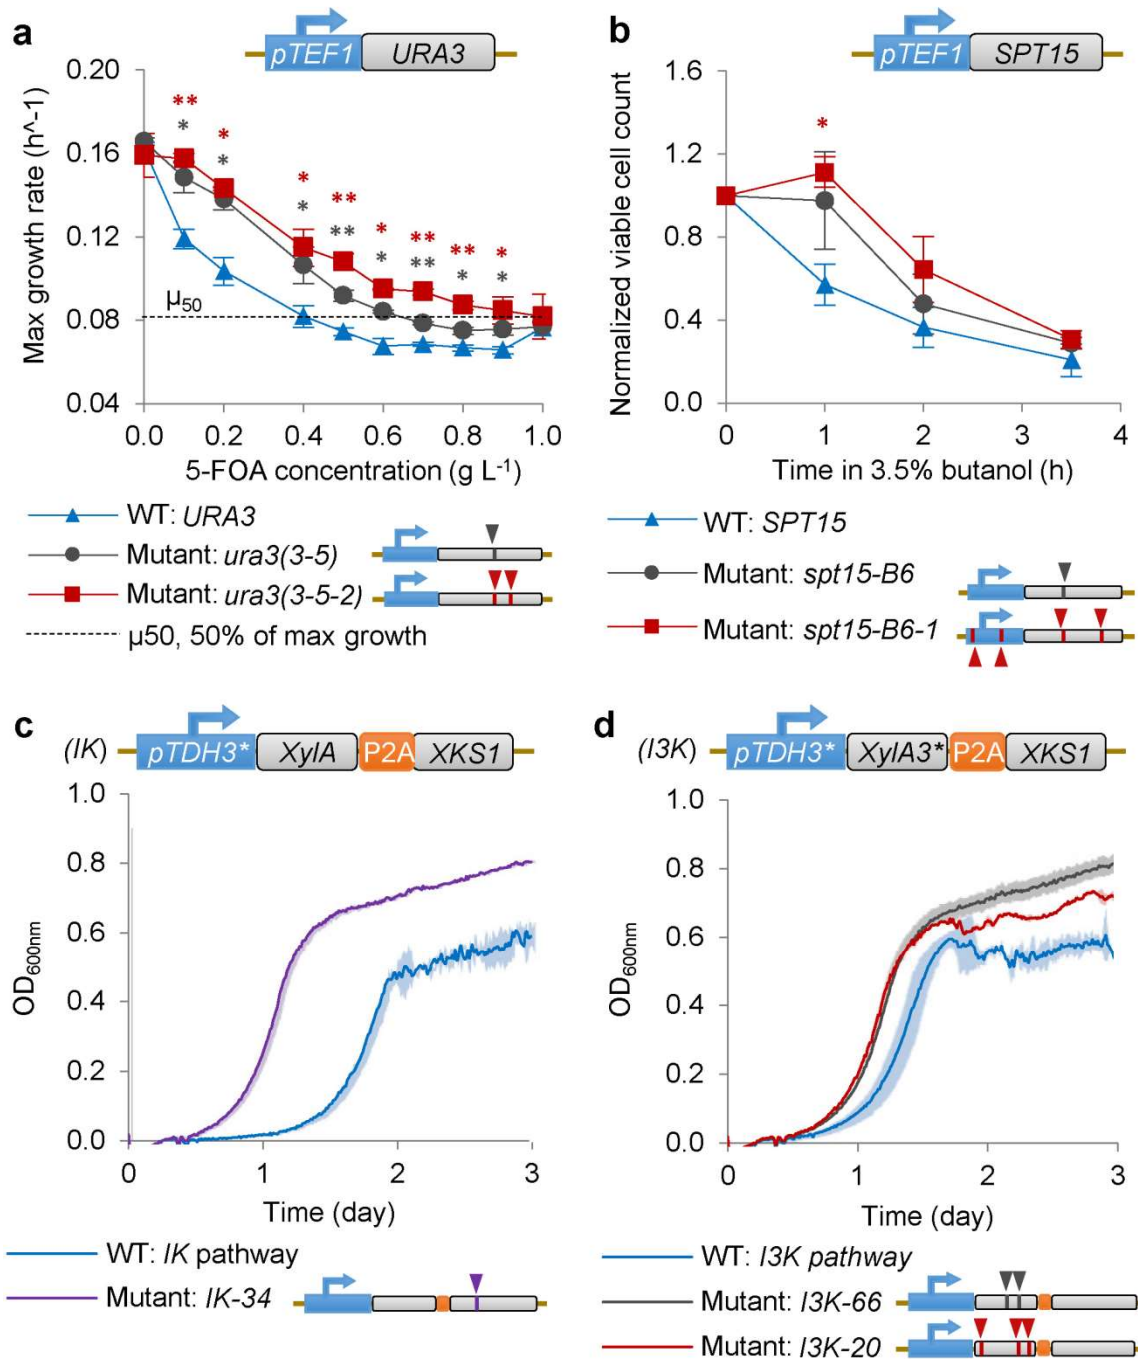 a
pTEF1 URA3
Max growth rate (h^-1)
0.20
0.16
0.12
0.08
0.04
** * * * * * ** ** * * ** ** ** * * *
μ50
0.0 0.2 0.4 0.6 0.8 1.0
5-FOA concentration (g L-1)
WT: URA3
Mutant: ura3(3-5)
Mutant: ura3(3-5-2)
μ50, 50% of max growth
b
pTEF1 SPT15
Normalized viable cell count
1.6
1.2
0.8
0.4
0.0
*
0 1 2 3 4
Time in 3.5% butanol (h)
WT: SPT15
Mutant: spt15-B6
Mutant: spt15-B6-1
c
(IK) pTDH3* XylA P2A XKS1
OD600nm
1.0
0.8
0.6
0.4
0.2
0.0
0 1 2 3
Time (day)
WT: IK pathway
Mutant: IK-34
d
(I3K) pTDH3* XylA3* P2A XKS1
OD600nm
1.0
0.8
0.6
0.4
0.2
0.0
0 1 2 3
Time (day)
WT: I3K pathway
Mutant: I3K-66
Mutant: I3K-20